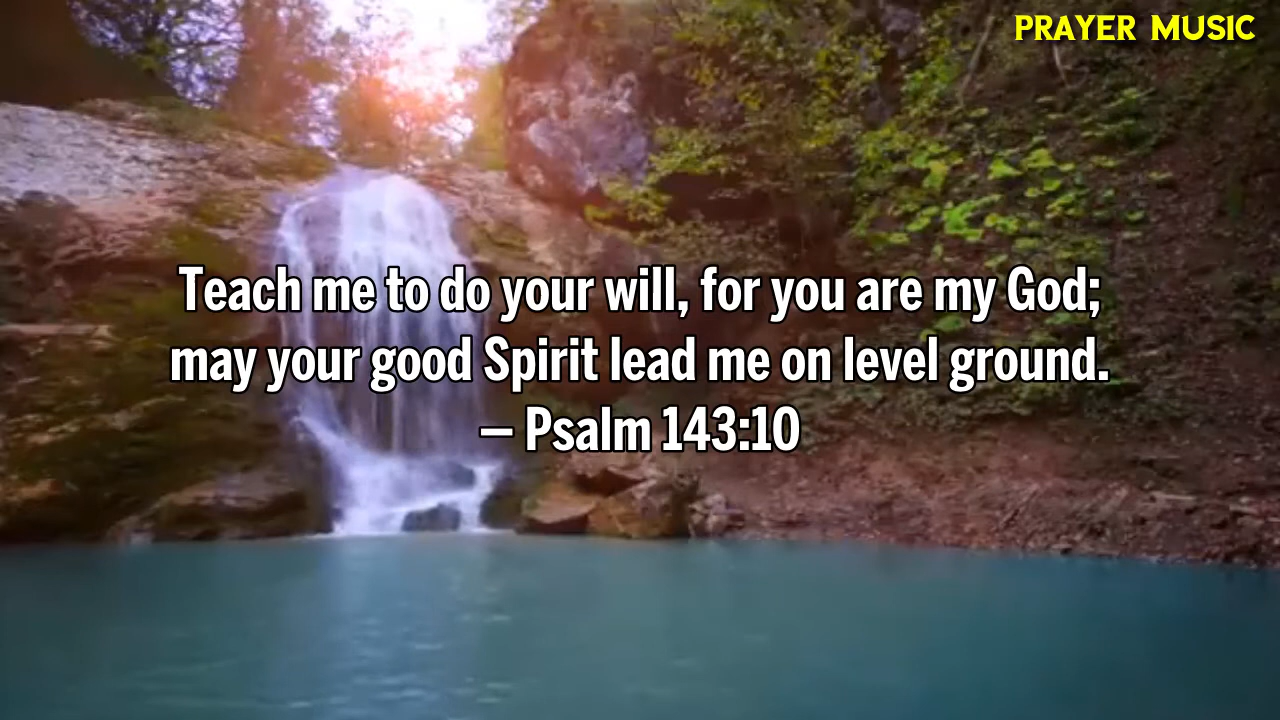 PRAYER MUSIC
Teach me to do your will, for you are my God;
may your good Spirit lead me on level ground.
– Psalm 143:10